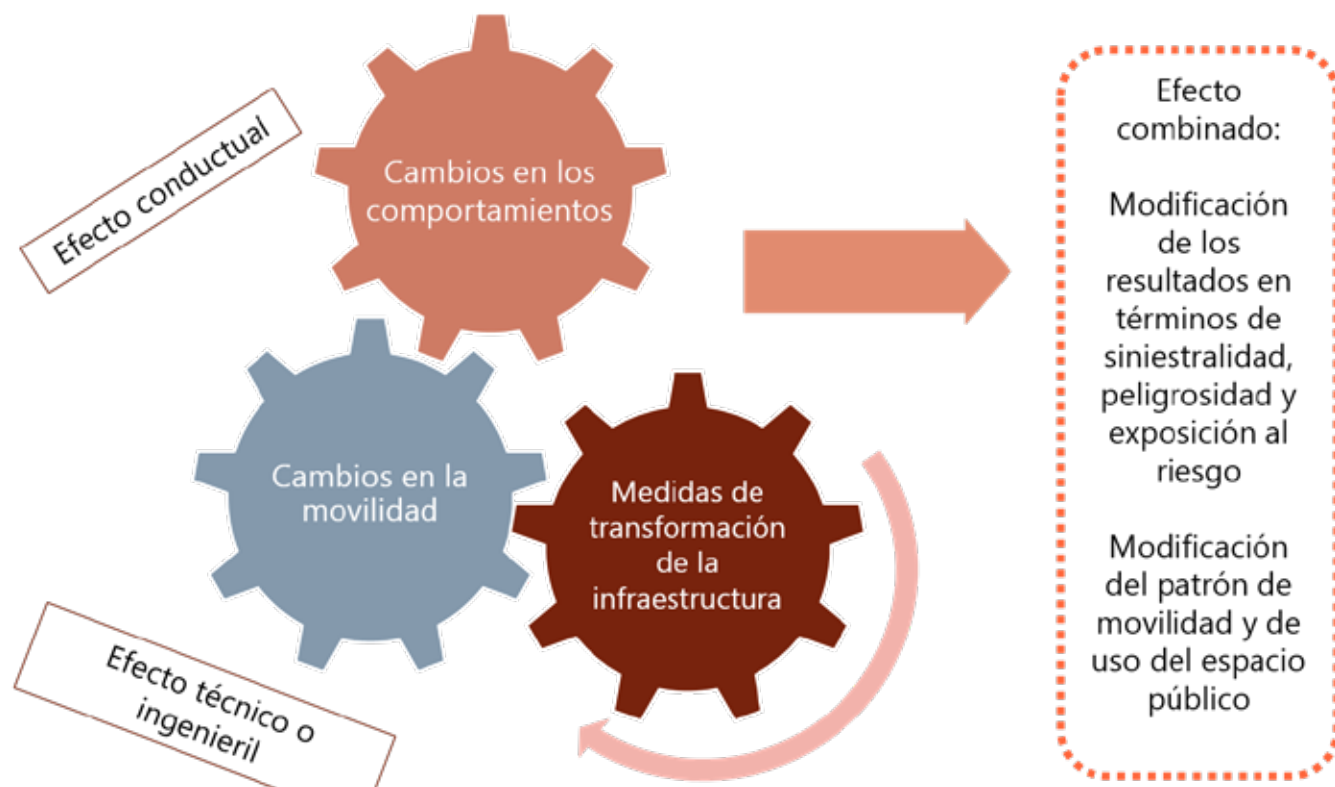 Efecto conductual
Cambios en los
comportamientos
Cambios en la
movilidad
Medidas de
transformación
de la
infraestructura
Efecto técnico o
ingenieril
Efecto
combinado:
Modificación
de los
resultados en
términos de
siniestralidad,
peligrosidad y
exposición al
riesgo
Modificación
del patrón de
movilidad y de
uso del espacio
público